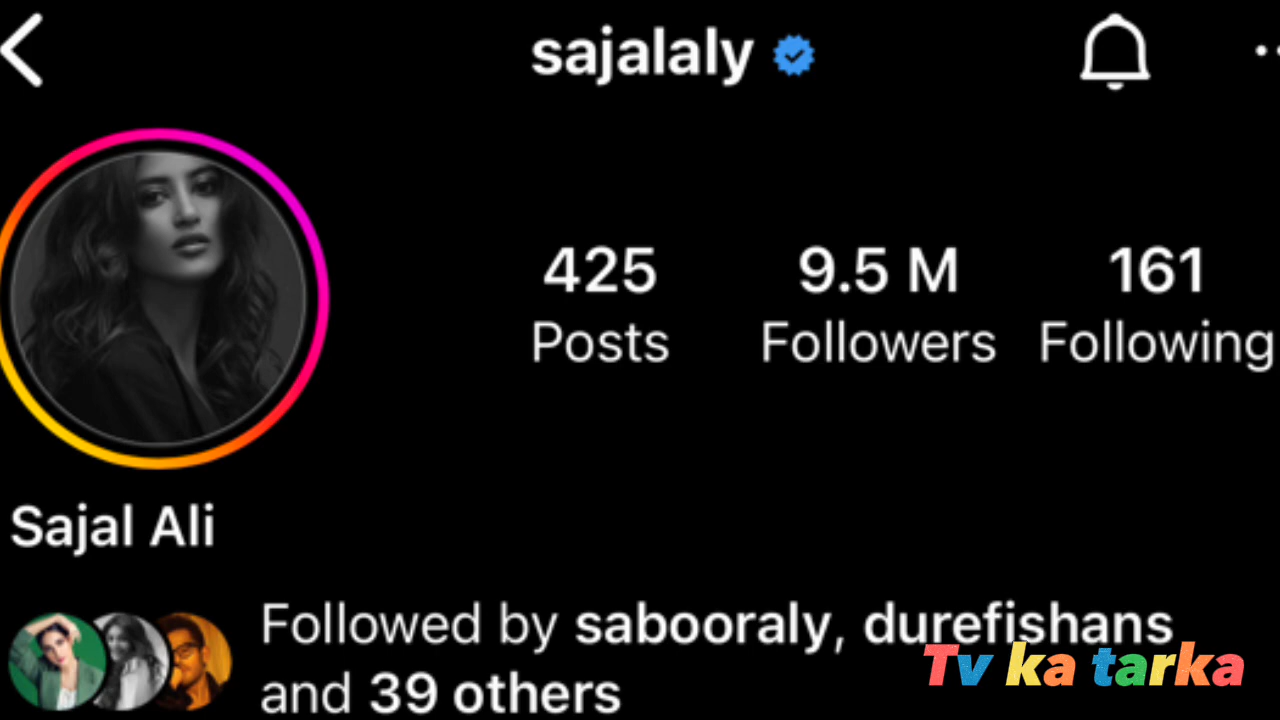 sajalaly
425 9.5 M 161
Posts Followers Following
Sajal Ali
Followed by sabooraly, durefishans
and 39 others
Tv ka tarka